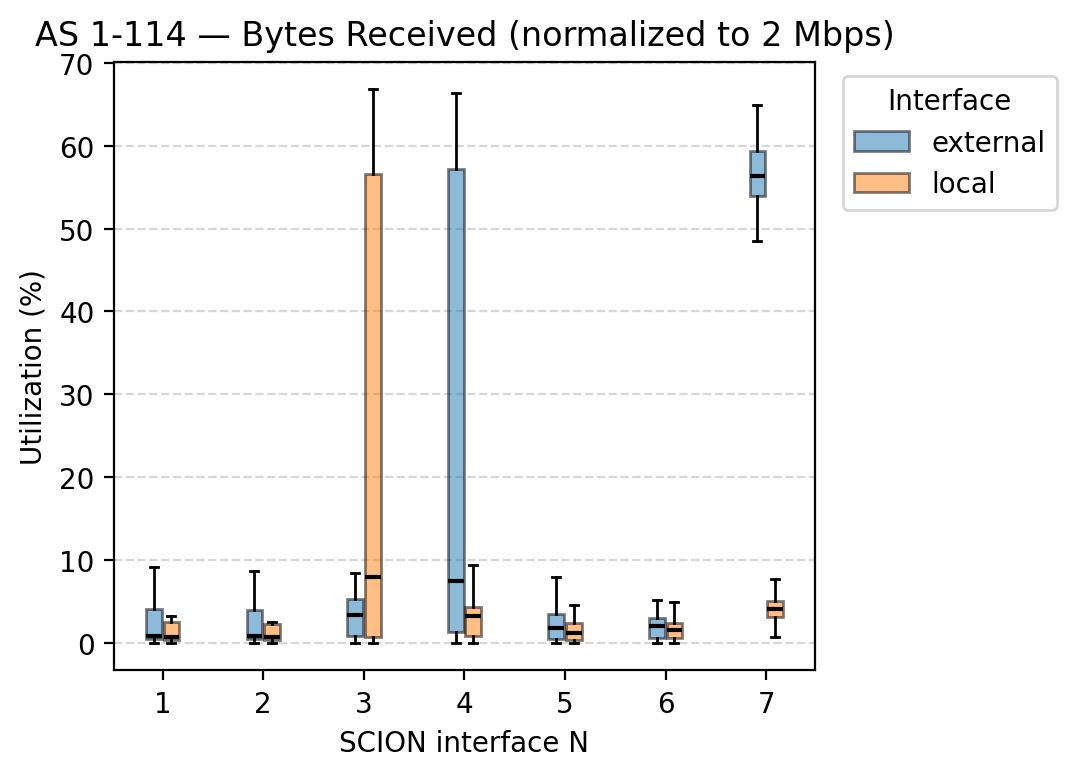 AS 1-114 — Bytes Received (normalized to 2 Mbps)
70
60
50
40
30
20
10
0
Utilization (%)
1 2 3 4 5 6 7
SCION interface N
Interface
external
local